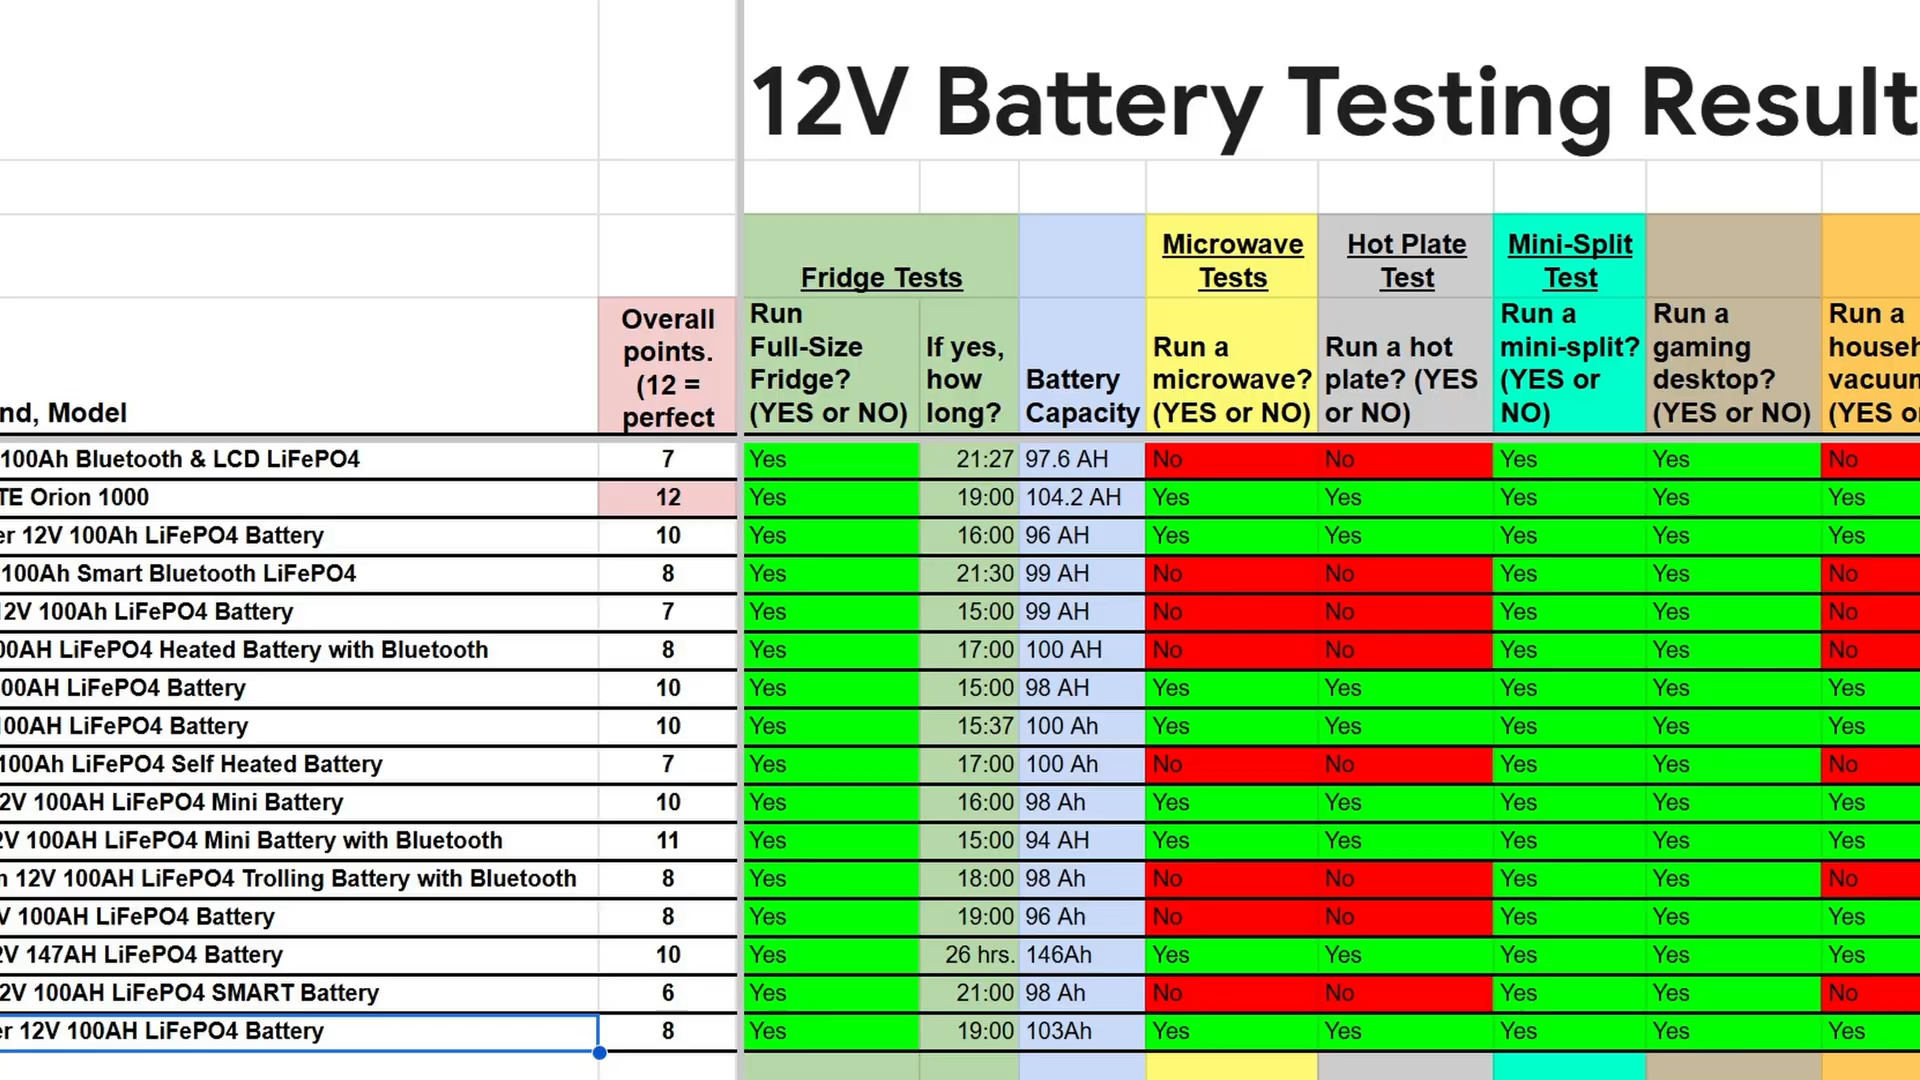 12V Battery Testing Result
Fridge Tests
Microwave Tests
Hot Plate Test
Mini-Split Test
nd, Model
Overall points. (12 = perfect
Run Full-Size Fridge? (YES or NO)
If yes, how long?
Battery Capacity
Run a microwave? (YES or NO)
Run a hot plate? (YES or NO)
Run a mini-split? (YES or NO)
Run a gaming desktop? (YES or NO)
Run a househ vacuum (YES o
100Ah Bluetooth & LCD LiFePO4 7 Yes 21:27 97.6 AH No No Yes Yes No
TE Orion 1000 12 Yes 19:00 104.2 AH Yes Yes Yes Yes Yes
er 12V 100Ah LiFePO4 Battery 10 Yes 16:00 96 AH Yes Yes Yes Yes Yes
100Ah Smart Bluetooth LiFePO4 8 Yes 21:30 99 AH No No Yes Yes No
12V 100Ah LiFePO4 Battery 7 Yes 15:00 99 AH No No Yes Yes No
00AH LiFePO4 Heated Battery with Bluetooth 8 Yes 17:00 100 AH No No Yes Yes No
00AH LiFePO4 Battery 10 Yes 15:00 98 AH Yes Yes Yes Yes Yes
100AH LiFePO4 Battery 10 Yes 15:37 100 Ah Yes Yes Yes Yes Yes
100Ah LiFePO4 Self Heated Battery 7 Yes 17:00 100 Ah No No Yes Yes No
2V 100AH LiFePO4 Mini Battery 10 Yes 16:00 98 Ah Yes Yes Yes Yes Yes
2V 100AH LiFePO4 Mini Battery with Bluetooth 11 Yes 15:00 94 AH Yes Yes Yes Yes Yes
n 12V 100AH LiFePO4 Trolling Battery with Bluetooth 8 Yes 18:00 98 Ah No No Yes Yes No
V 100AH LiFePO4 Battery 8 Yes 19:00 96 Ah No No Yes Yes Yes
2V 147AH LiFePO4 Battery 10 Yes 26 hrs. 146Ah Yes Yes Yes Yes Yes
2V 100AH LiFePO4 SMART Battery 6 Yes 21:00 98 Ah No No Yes Yes No
er 12V 100AH LiFePO4 Battery 8 Yes 19:00 103Ah Yes Yes Yes Yes Yes